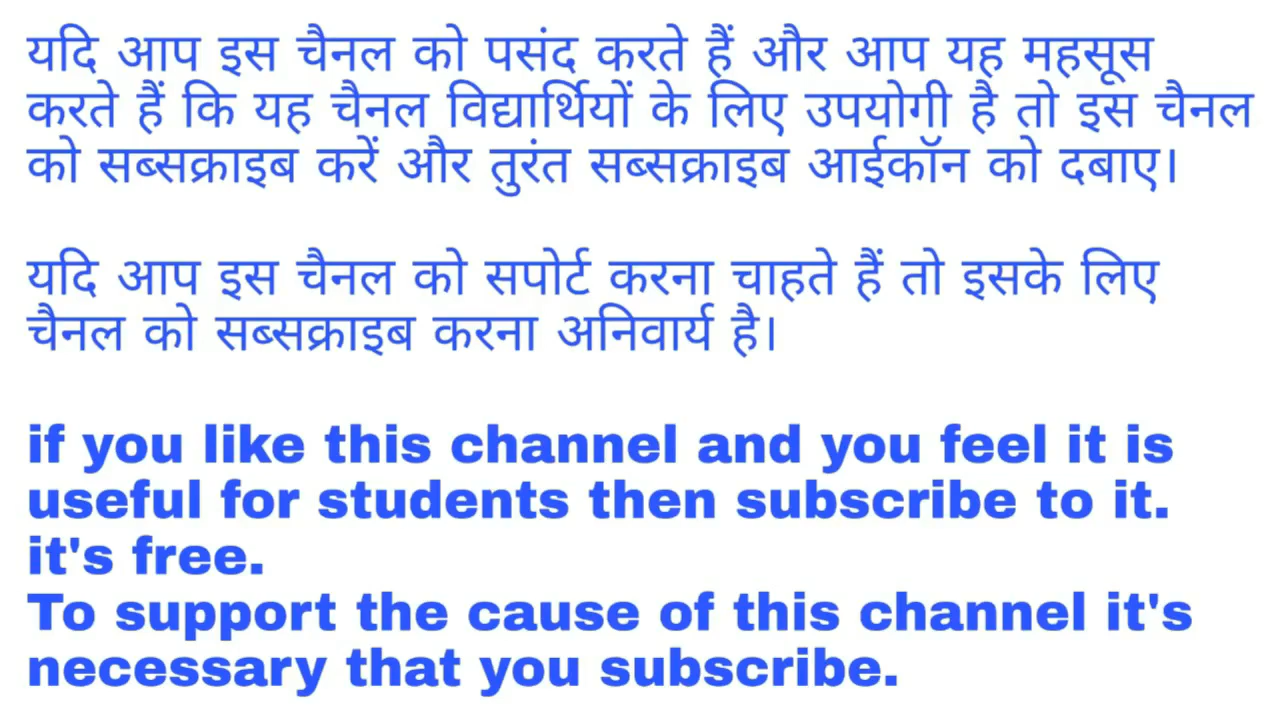 यदि आप इस चैनल को पसंद करते हैं और आप यह महसूस
करते हैं कि यह चैनल विद्यार्थियों के लिए उपयोगी है तो इस चैनल
को सब्सक्राइब करें और तुरंत सब्सक्राइब आईकॉन को दबाए।
यदि आप इस चैनल को सपोर्ट करना चाहते हैं तो इसके लिए
चैनल को सब्सक्राइब करना अनिवार्य है।
if you like this channel and you feel it is
useful for students then subscribe to it.
it's free.
To support the cause of this channel it's
necessary that you subscribe.